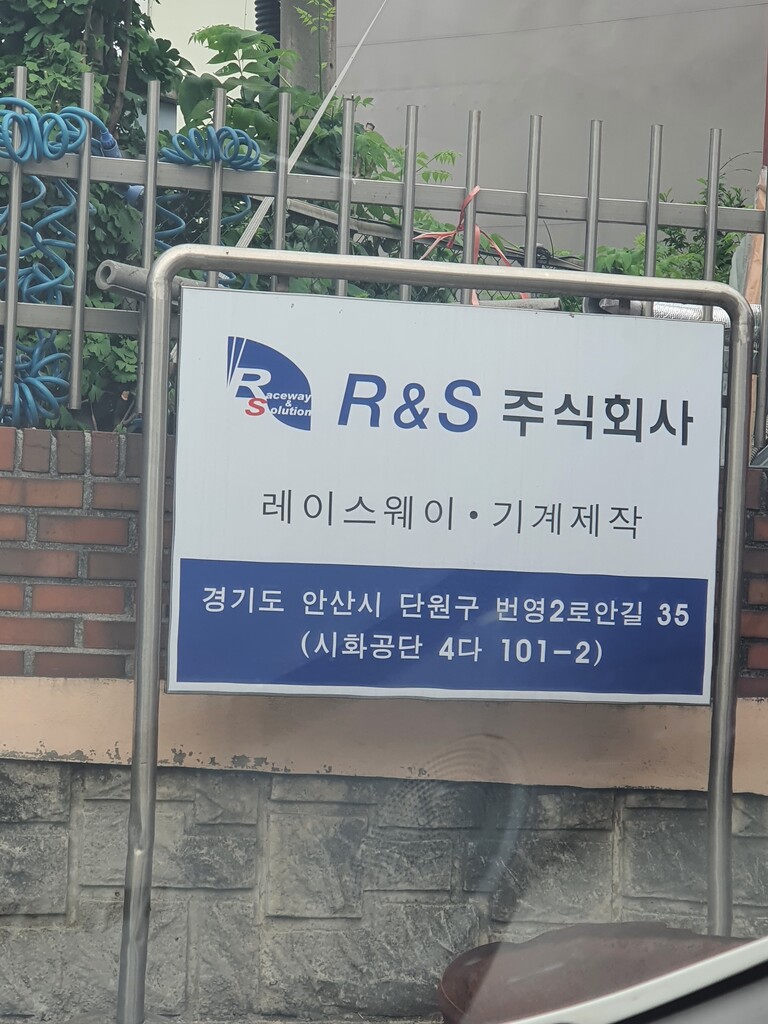 Raceway
&
Solution
R&S 주식회사
레이스웨이 • 기계제작
경기도 안산시 단원구 번영2로안길 35
(시화공단 4다 101-2)